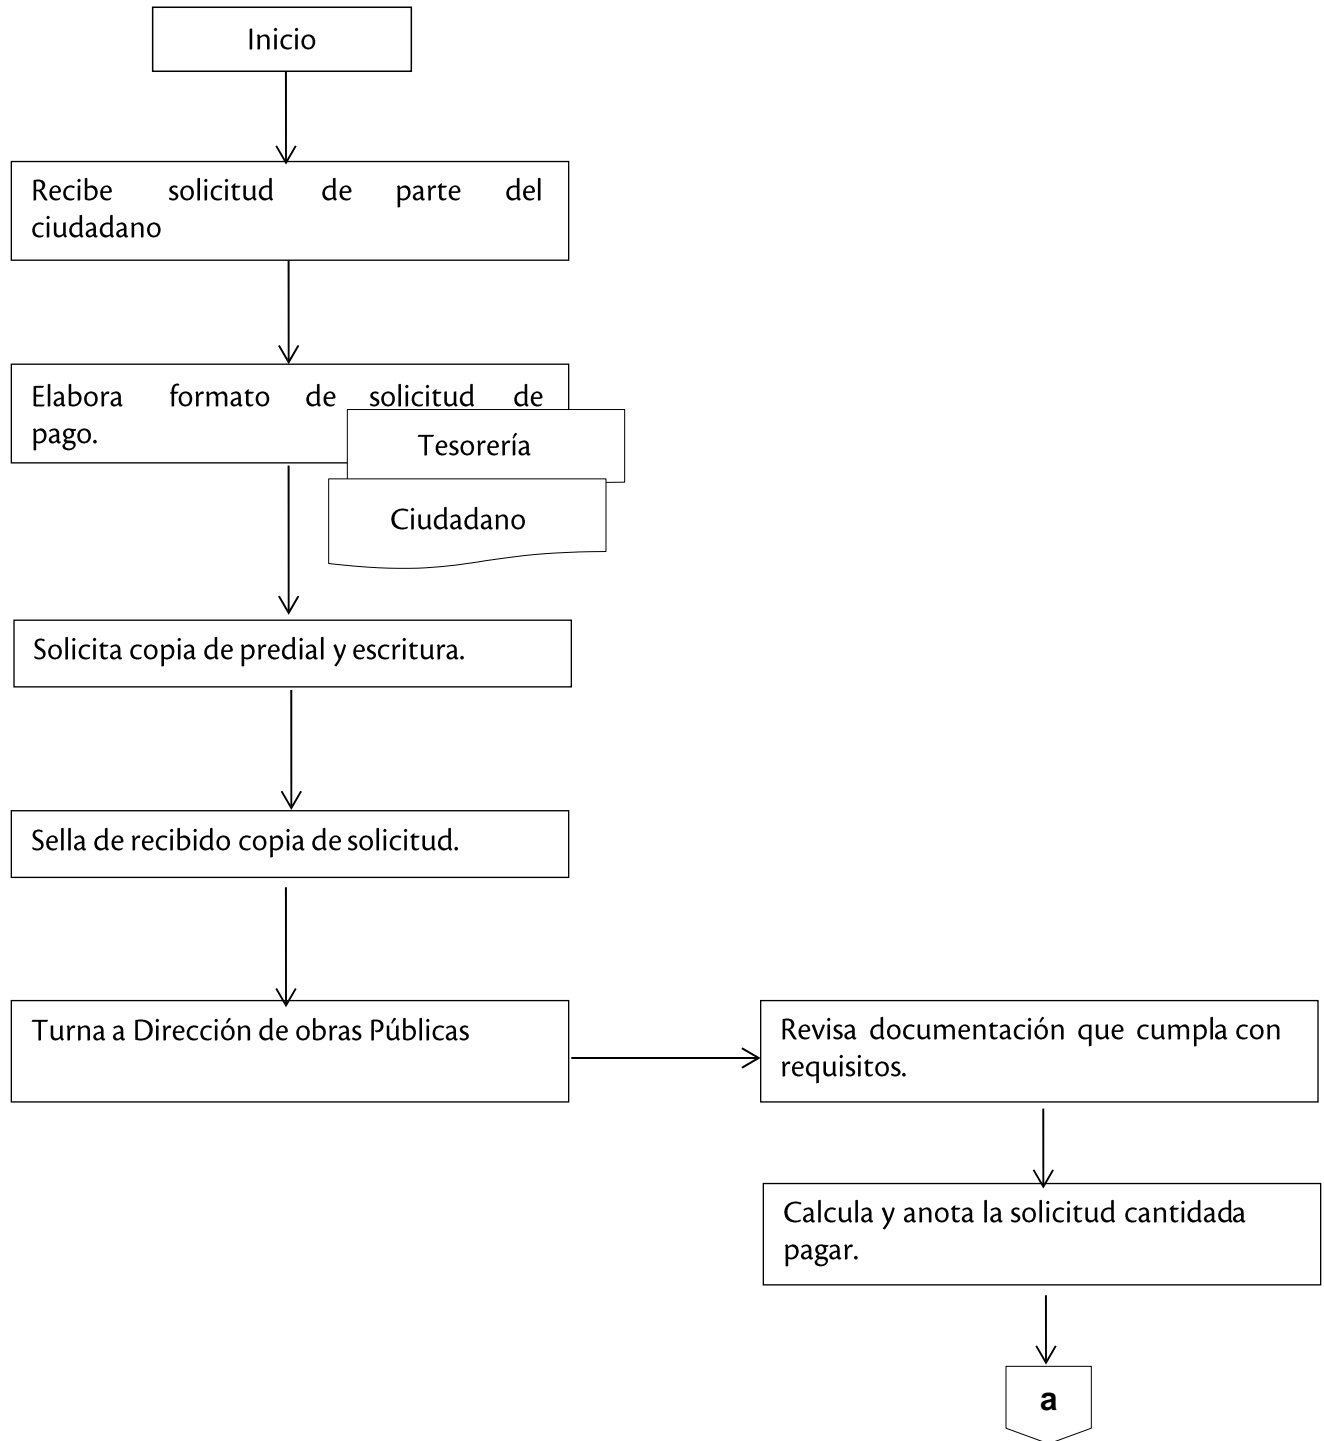 Inicio
Recibe solicitud de parte del
ciudadano
Elabora formato de solicitud de
pago.
Tesorería
Ciudadano
Solicita copia de predial y escritura.
Sella de recibido copia de solicitud.
Turna a Dirección de obras Públicas
Revisa documentación que cumpla con
requisitos.
Calcula y anota la solicitud cantidada
pagar.
a